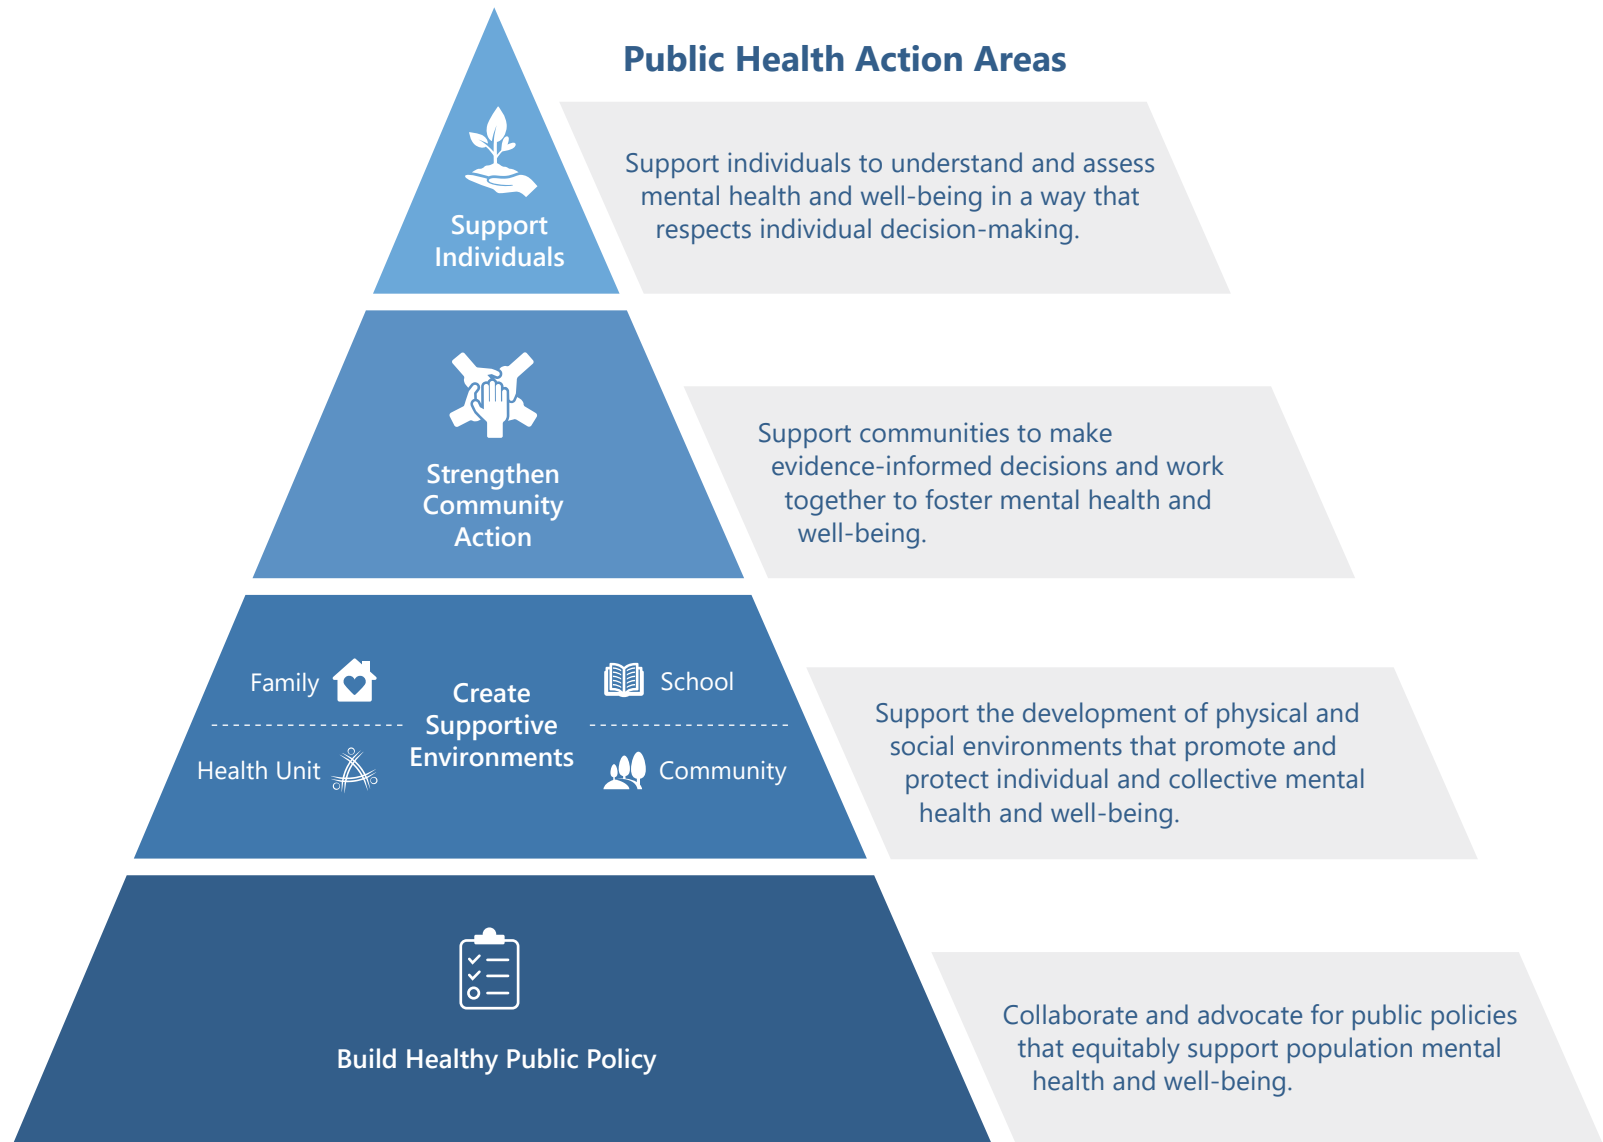 Public Health Action Areas
Support
Individuals
Support individuals to understand and assess
mental health and well-being in a way that
respects individual decision-making.
Strengthen
Community
Action
Support communities to make
evidence-informed decisions and work
together to foster mental health and
well-being.
Family
Health Unit
Create
Supportive
Environments
School
Community
Support the development of physical and
social environments that promote and
protect individual and collective mental
health and well-being.
Build Healthy Public Policy
Collaborate and advocate for public policies
that equitably support population mental
health and well-being.